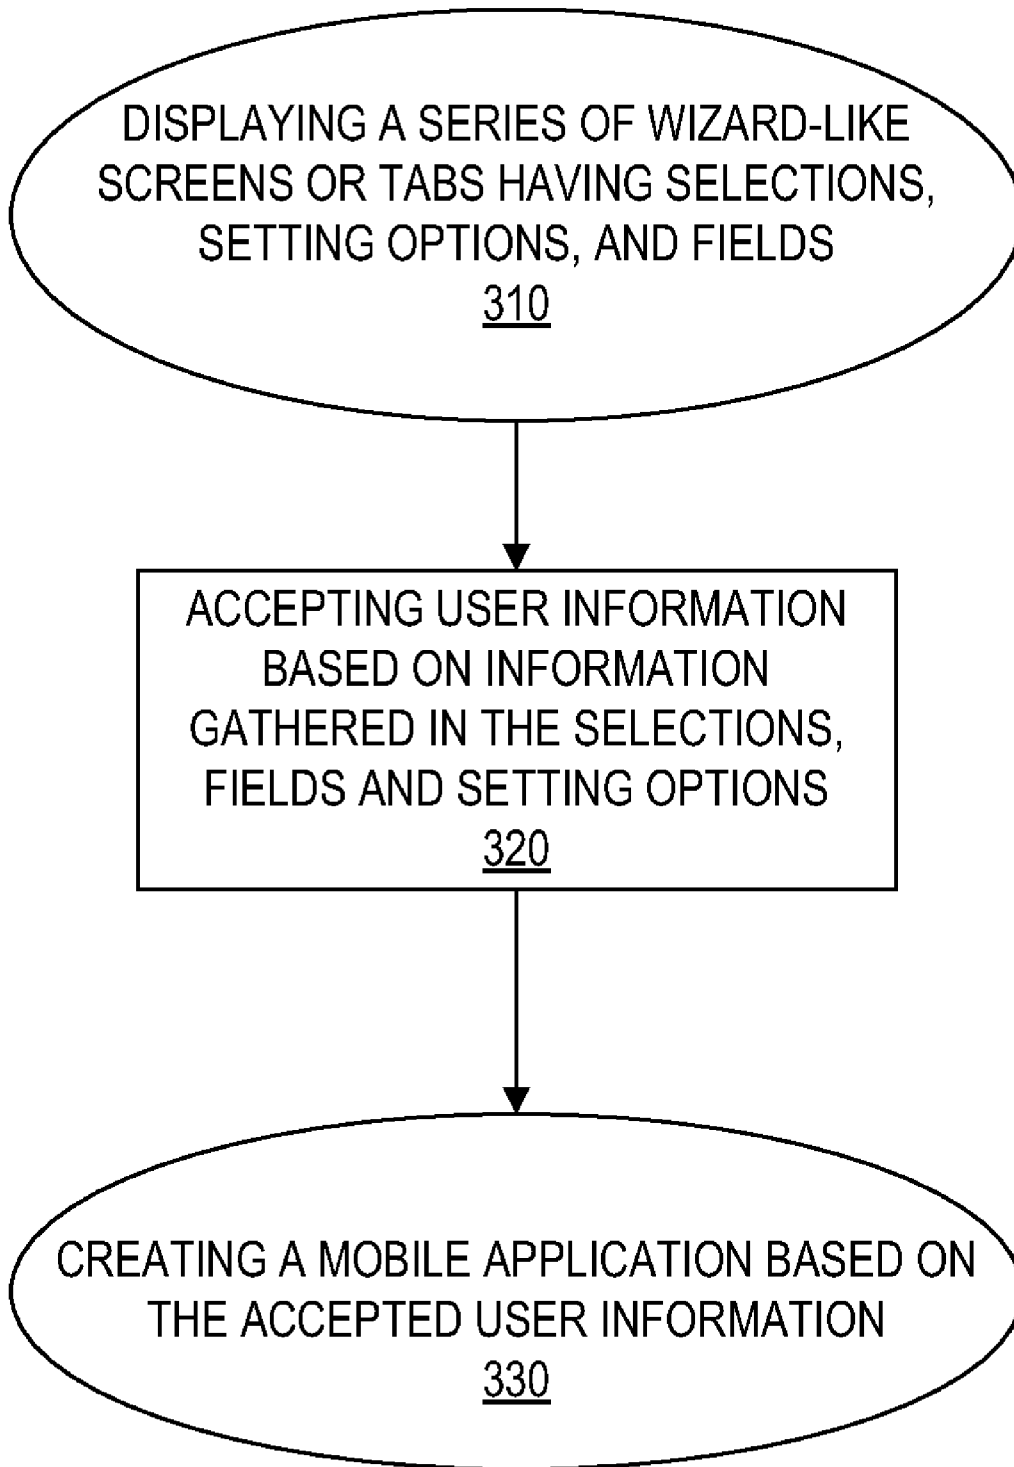 DISPLAYING A SERIES OF WIZARD-LIKE
SCREENS OR TABS HAVING SELECTIONS,
SETTING OPTIONS, AND FIELDS
310
ACCEPTING USER INFORMATION
BASED ON INFORMATION
GATHERED IN THE SELECTIONS,
FIELDS AND SETTING OPTIONS
320
CREATING A MOBILE APPLICATION BASED ON
THE ACCEPTED USER INFORMATION
330